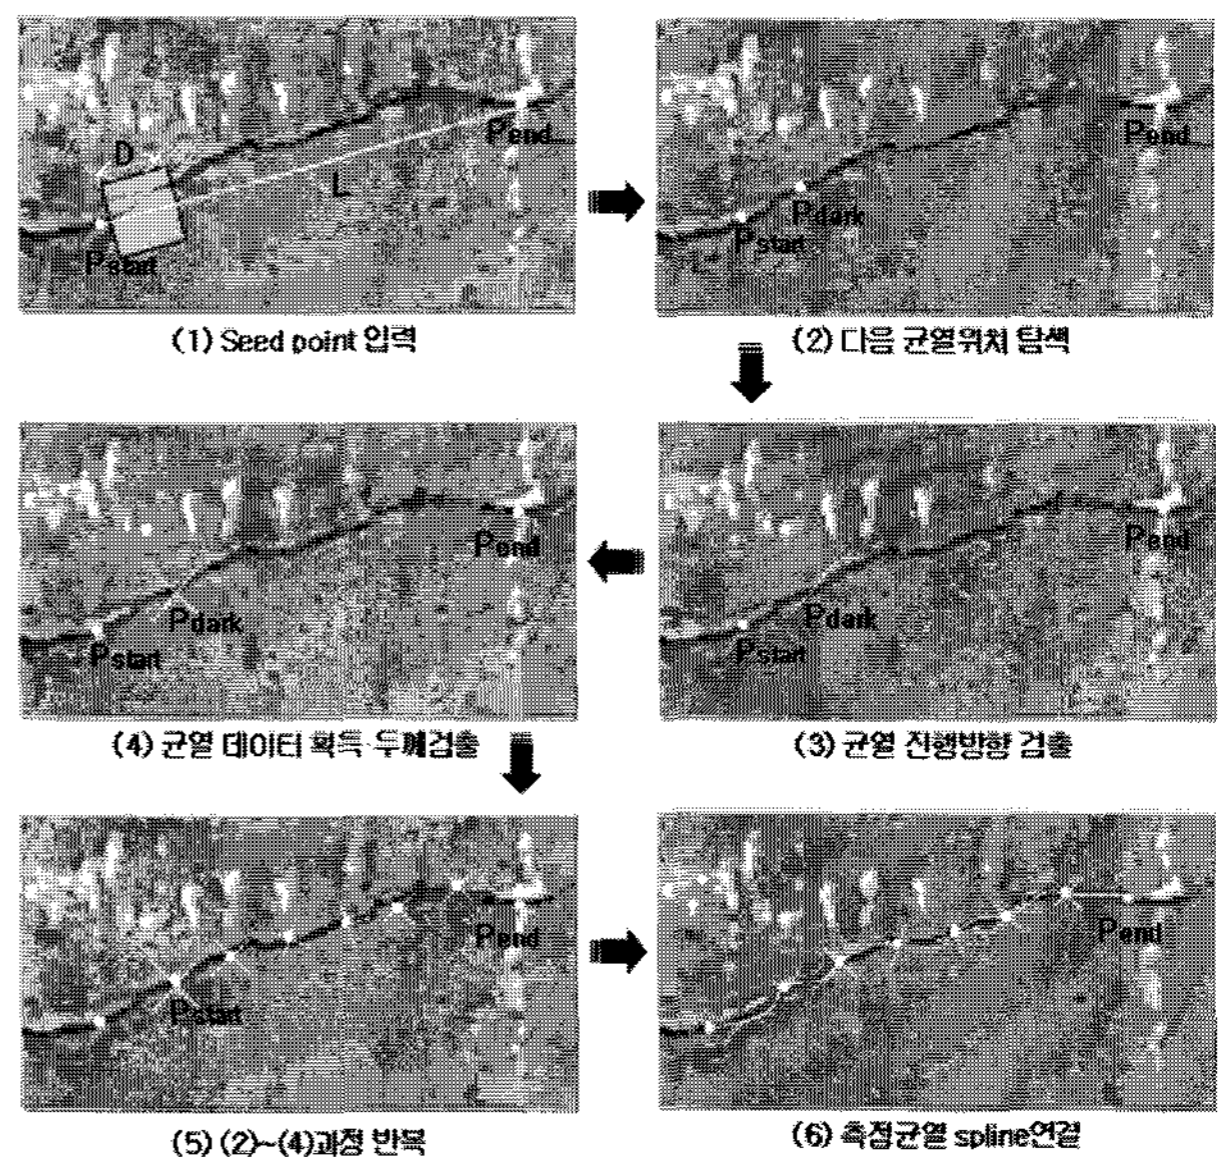 D
L
Pstart
Pend
(1) Seed point 입력
Pstart
Pdark
Pend
(2) 다음 균열위치 탐색
Pstart
Pdark
Pend
(3) 균열 진행방향 검출
Pstart
Pdark
Pend
(4) 균열 데이터 획득·두께검출
Pstart
Pend
(5) (2)~(4)과정 반복
Pend
(6) 측정균열 spline연결